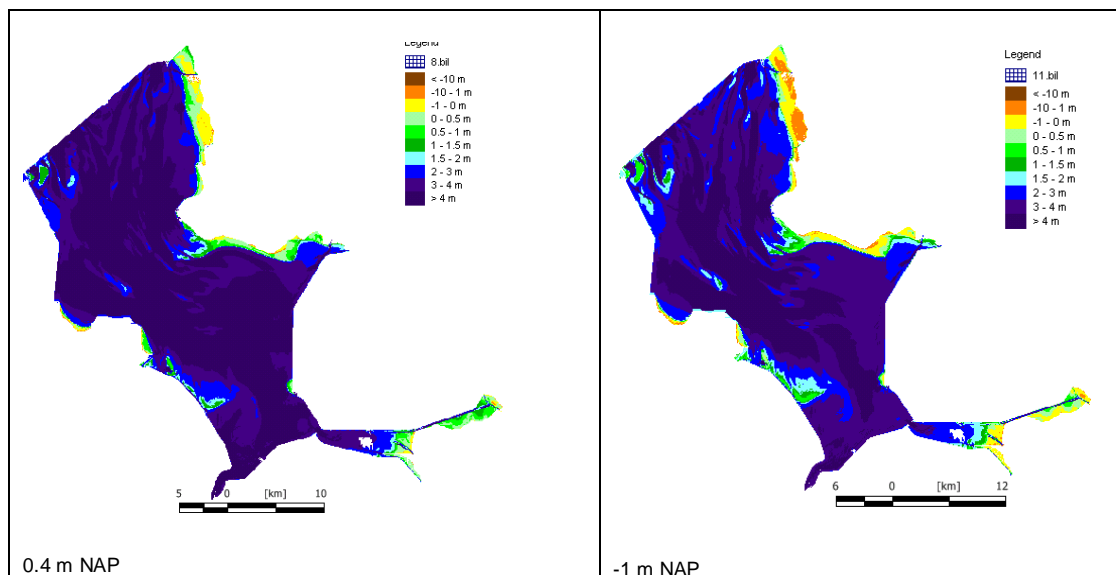 Legend
8.bil
< -10 m
-10 - 1 m
-1 - 0 m
0 - 0.5 m
0.5 - 1 m
1 - 1.5 m
1.5 - 2 m
2 - 3 m
3 - 4 m
> 4 m
5 0 [km] 10
0.4 m NAP
Legend
11.bil
< -10 m
-10 - 1 m
-1 - 0 m
0 - 0.5 m
0.5 - 1 m
1 - 1.5 m
1.5 - 2 m
2 - 3 m
3 - 4 m
> 4 m
6 0 [km] 12
-1 m NAP